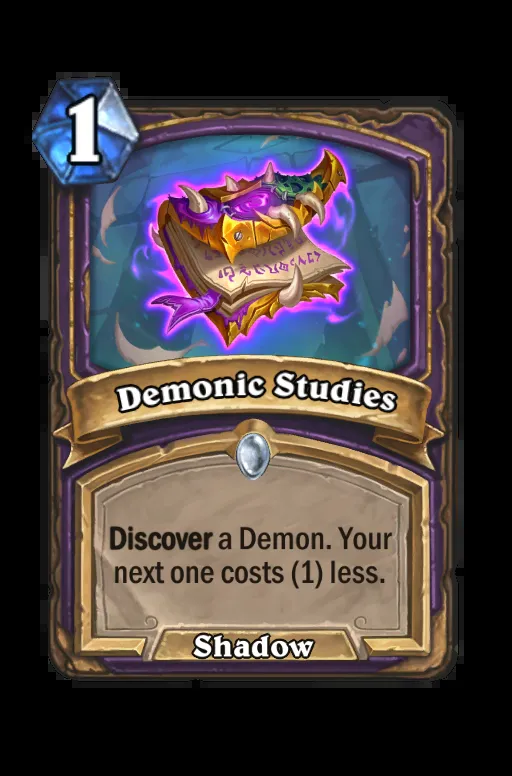 1
Demonic Studies
Discover a Demon. Your
next one costs (1) less.
Shadow